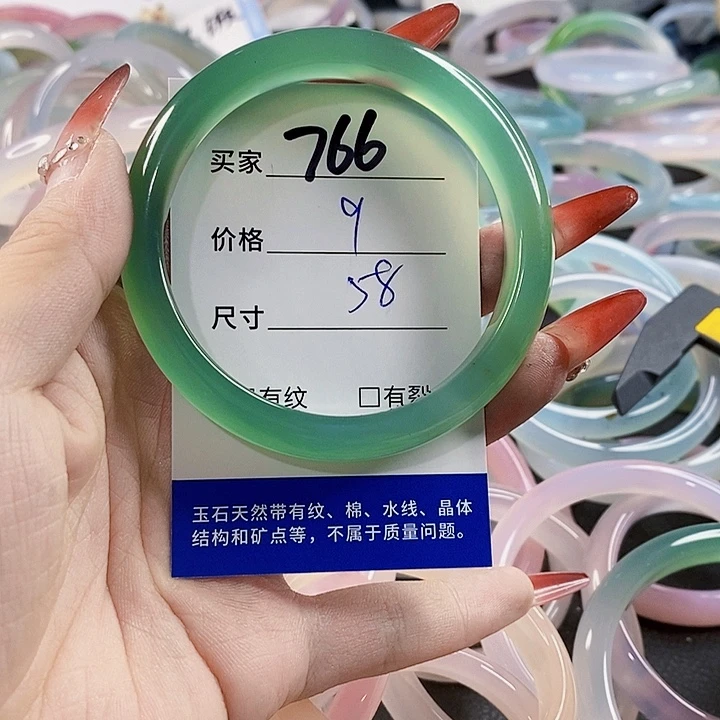 买家 766
价格 9
尺寸 58
有纹 □有裂
玉石天然带有纹、棉、水线、晶体
结构和矿点等，不属于质量问题。